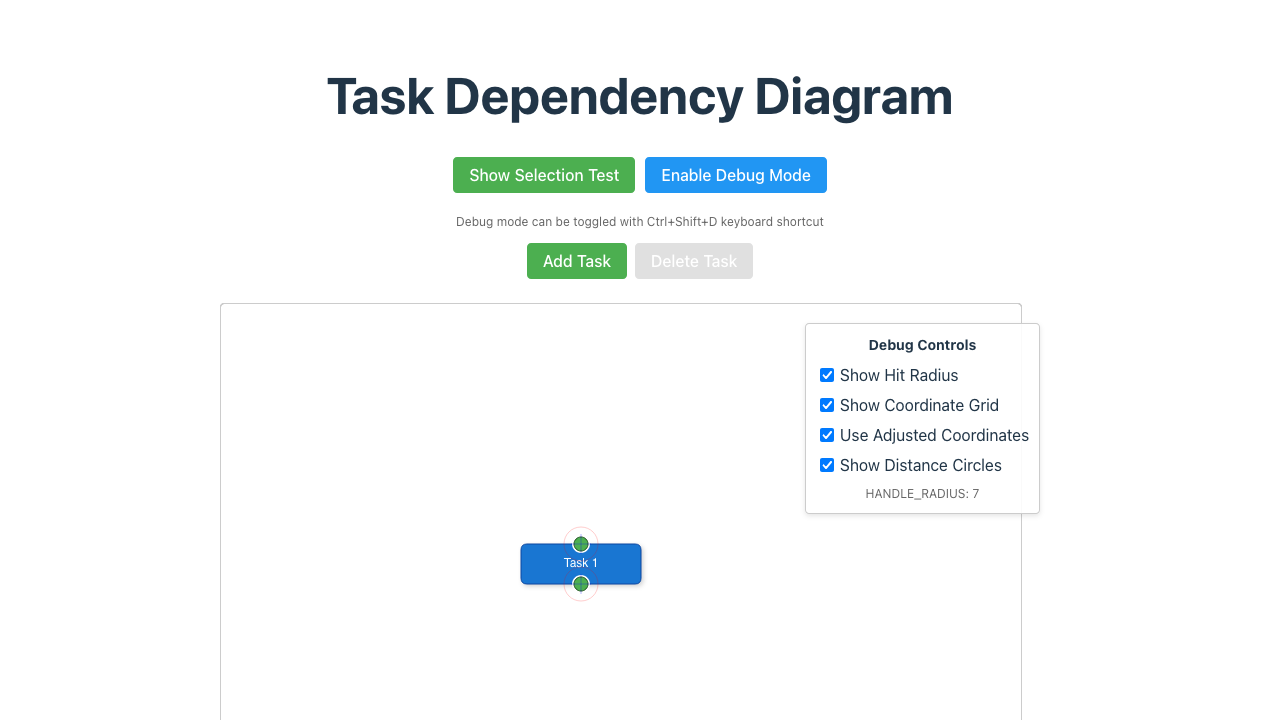 Task Dependency Diagram
Show Selection Test
Enable Debug Mode
Debug mode can be toggled with Ctrl+Shift+D keyboard shortcut
Add Task
Delete Task
Debug Controls
Show Hit Radius
Show Coordinate Grid
Use Adjusted Coordinates
Show Distance Circles
HANDLE_RADIUS: 7
Task 1